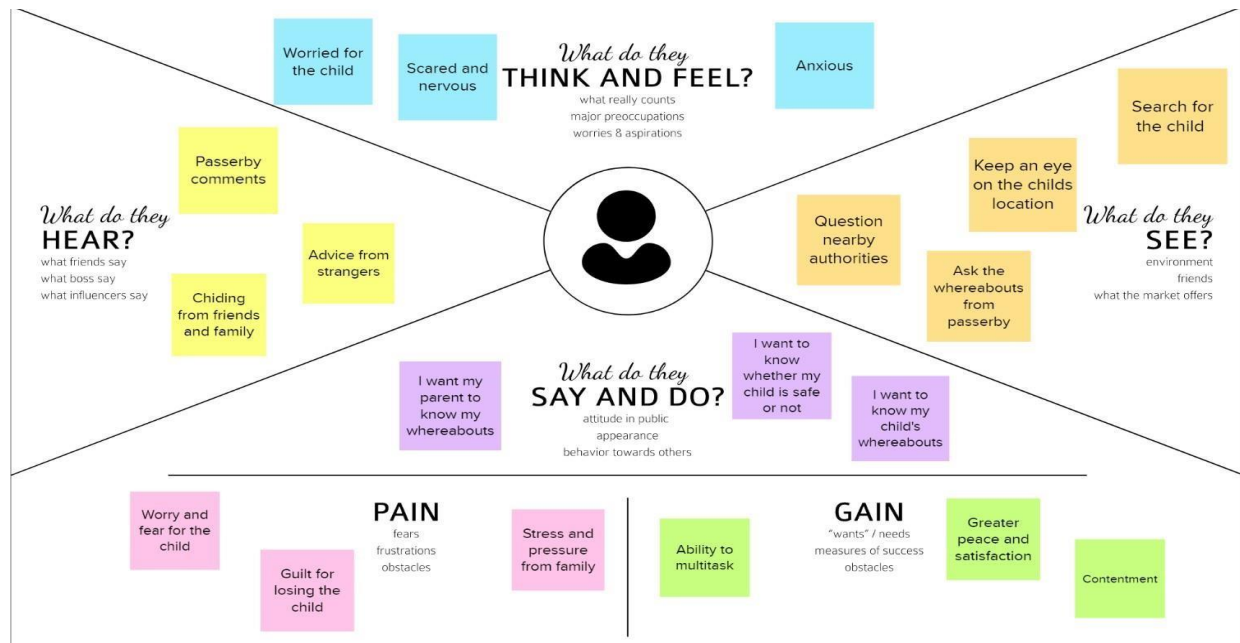 What do they
THINK AND FEEL?
what really counts
major preoccupations
worries & aspirations
Worried for
the child
Scared and
nervous
Anxious
What do they
HEAR?
what friends say
what boss say
what influencers say
Passerby
comments
Advice from
strangers
Chiding
from friends
and family
What do they
SEE?
environment
friends
what the market offers
Search for
the child
Keep an eye
on the childs
location
Question
nearby
authorities
Ask the
whereabouts
from
passerby
What do they
SAY AND DO?
attitude in public
appearance
behavior towards others
I want my
parent to
know my
whereabouts
I want to
know
whether my
child is safe
or not
I want to
know my
child's
whereabouts
PAIN
fears
frustrations
obstacles
Worry and
fear for the
child
Guilt for
losing the
child
Stress and
pressure
from family
GAIN
"wants" / needs
measures of success
obstacles
Ability to
multitask
Greater
peace and
satisfaction
Contentment